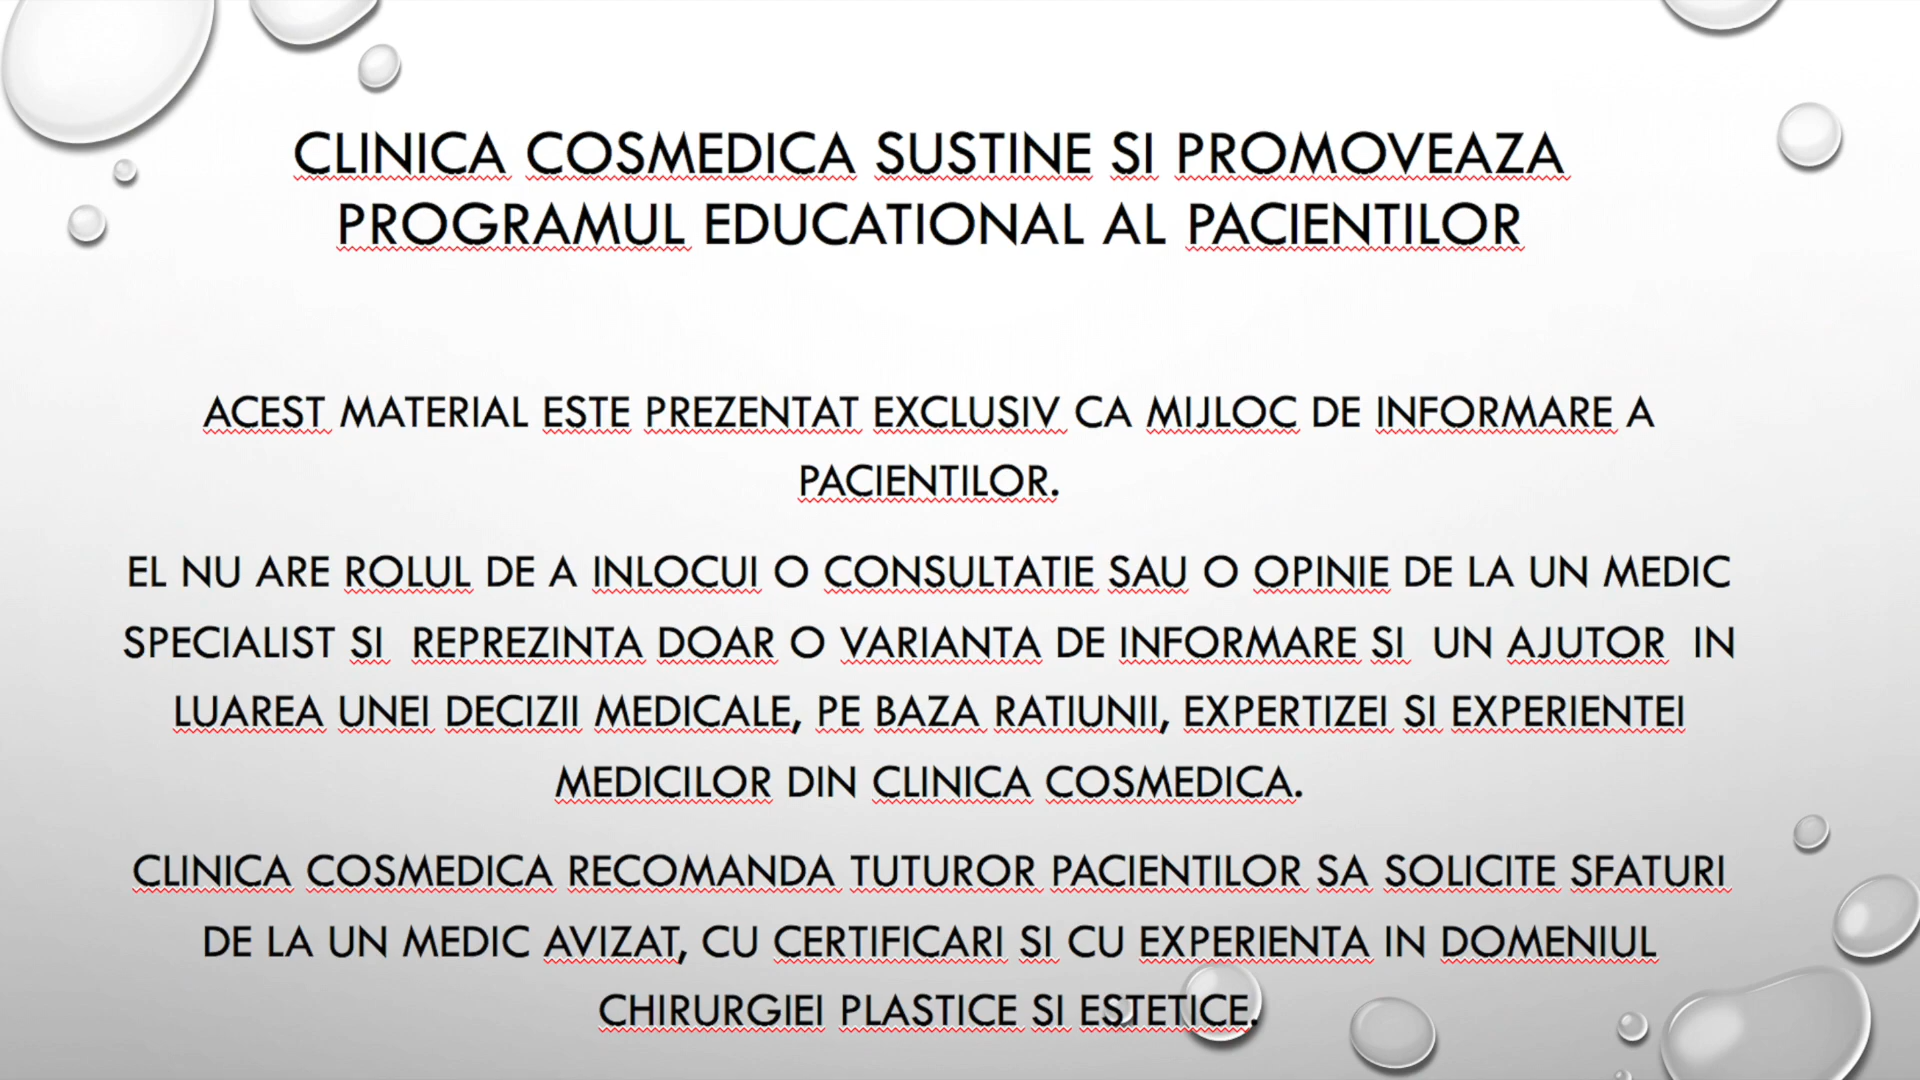 CLINICA COSMEDICA SUSTINE SI PROMOVEAZA
PROGRAMUL EDUCATIONAL AL PACIENTILOR
ACEST MATERIAL ESTE PREZENTAT EXCLUSIV CA MIJLOC DE INFORMARE A
PACIENTILOR.
EL NU ARE ROLUL DE A INLOCUI O CONSULTATIE SAU O OPINIE DE LA UN MEDIC
SPECIALIST SI REPREZINTA DOAR O VARIANTA DE INFORMARE SI UN AJUTOR IN
LUAREA UNEI DECIZII MEDICALE, PE BAZA RATIUNII, EXPERTIZEI SI EXPERIENTEI
MEDICILOR DIN CLINICA COSMEDICA.
CLINICA COSMEDICA RECOMANDA TUTUROR PACIENTILOR SA SOLICITE SFATURI
DE LA UN MEDIC AVIZAT, CU CERTIFICARI SI CU EXPERIENTA IN DOMENIUL
CHIRURGIEI PLASTICE SI ESTETICE.